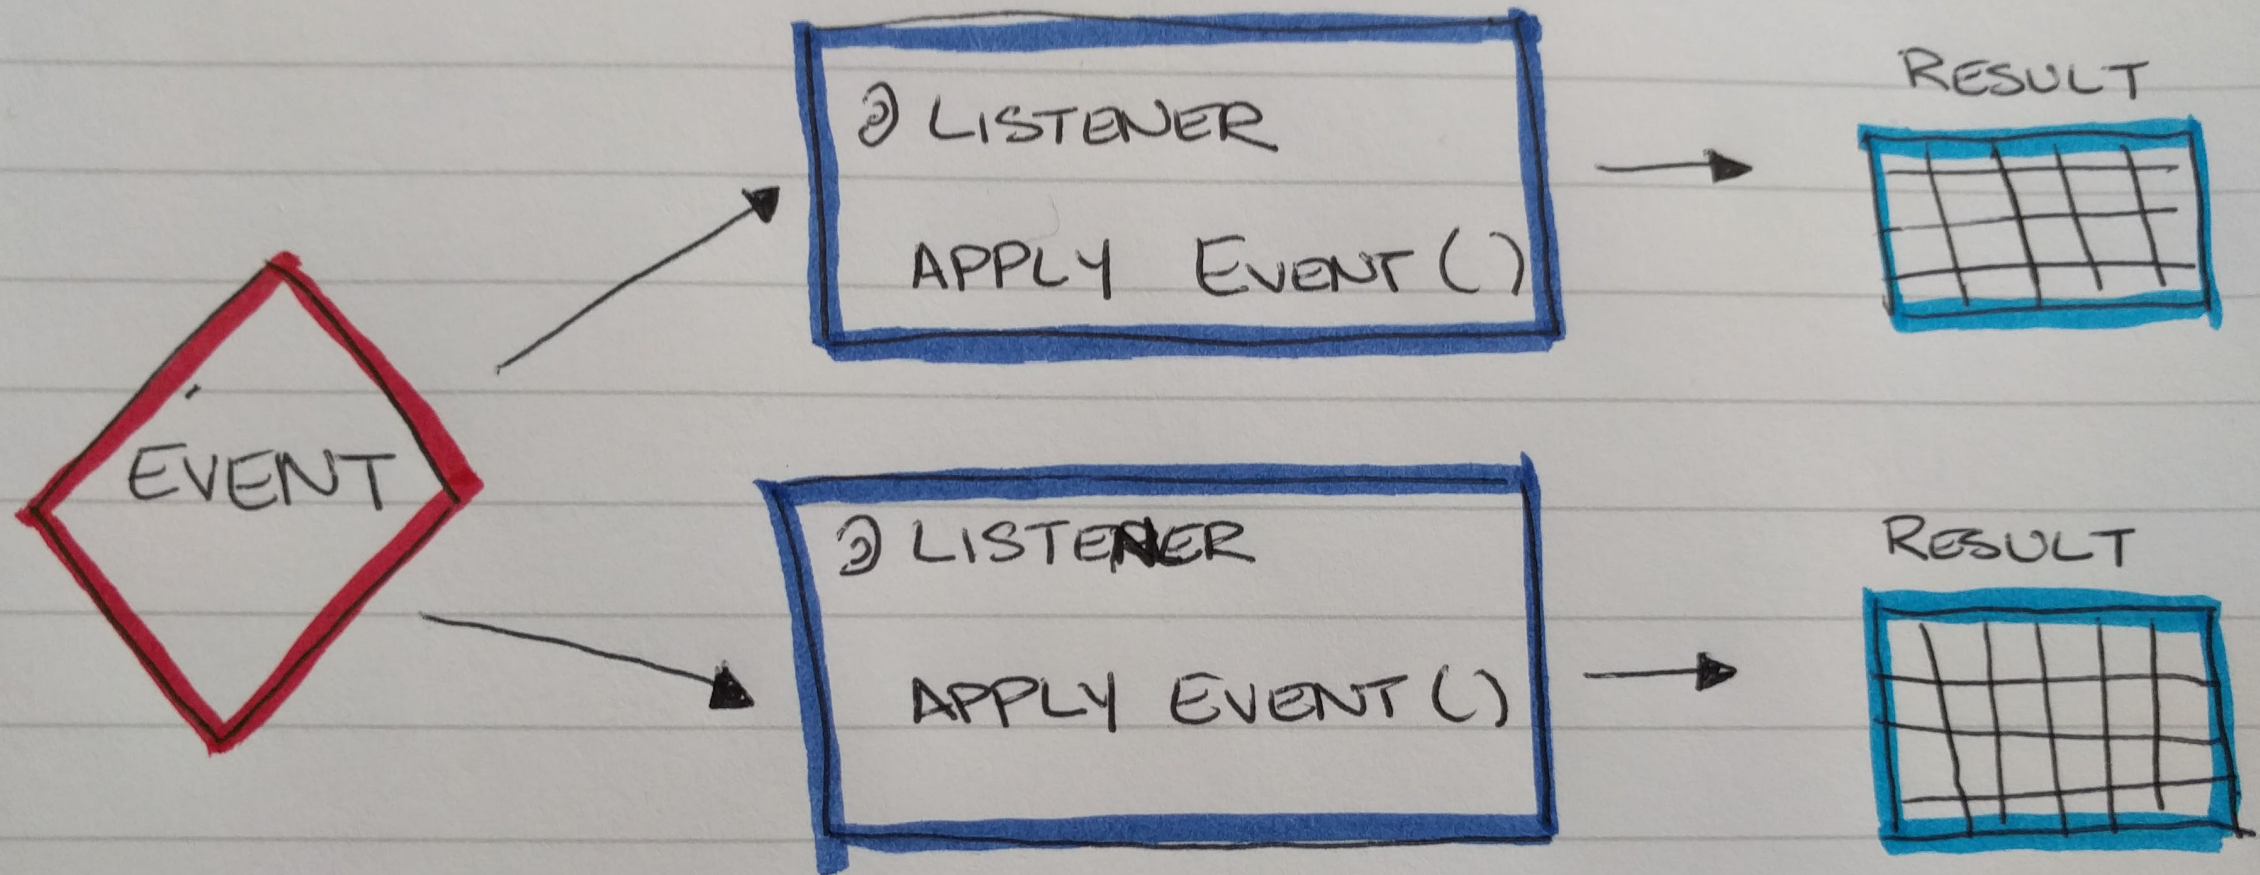 EVENT
@ LISTENER
APPLY EVENT()
RESULT
@ LISTENER
APPLY EVENT()
RESULT